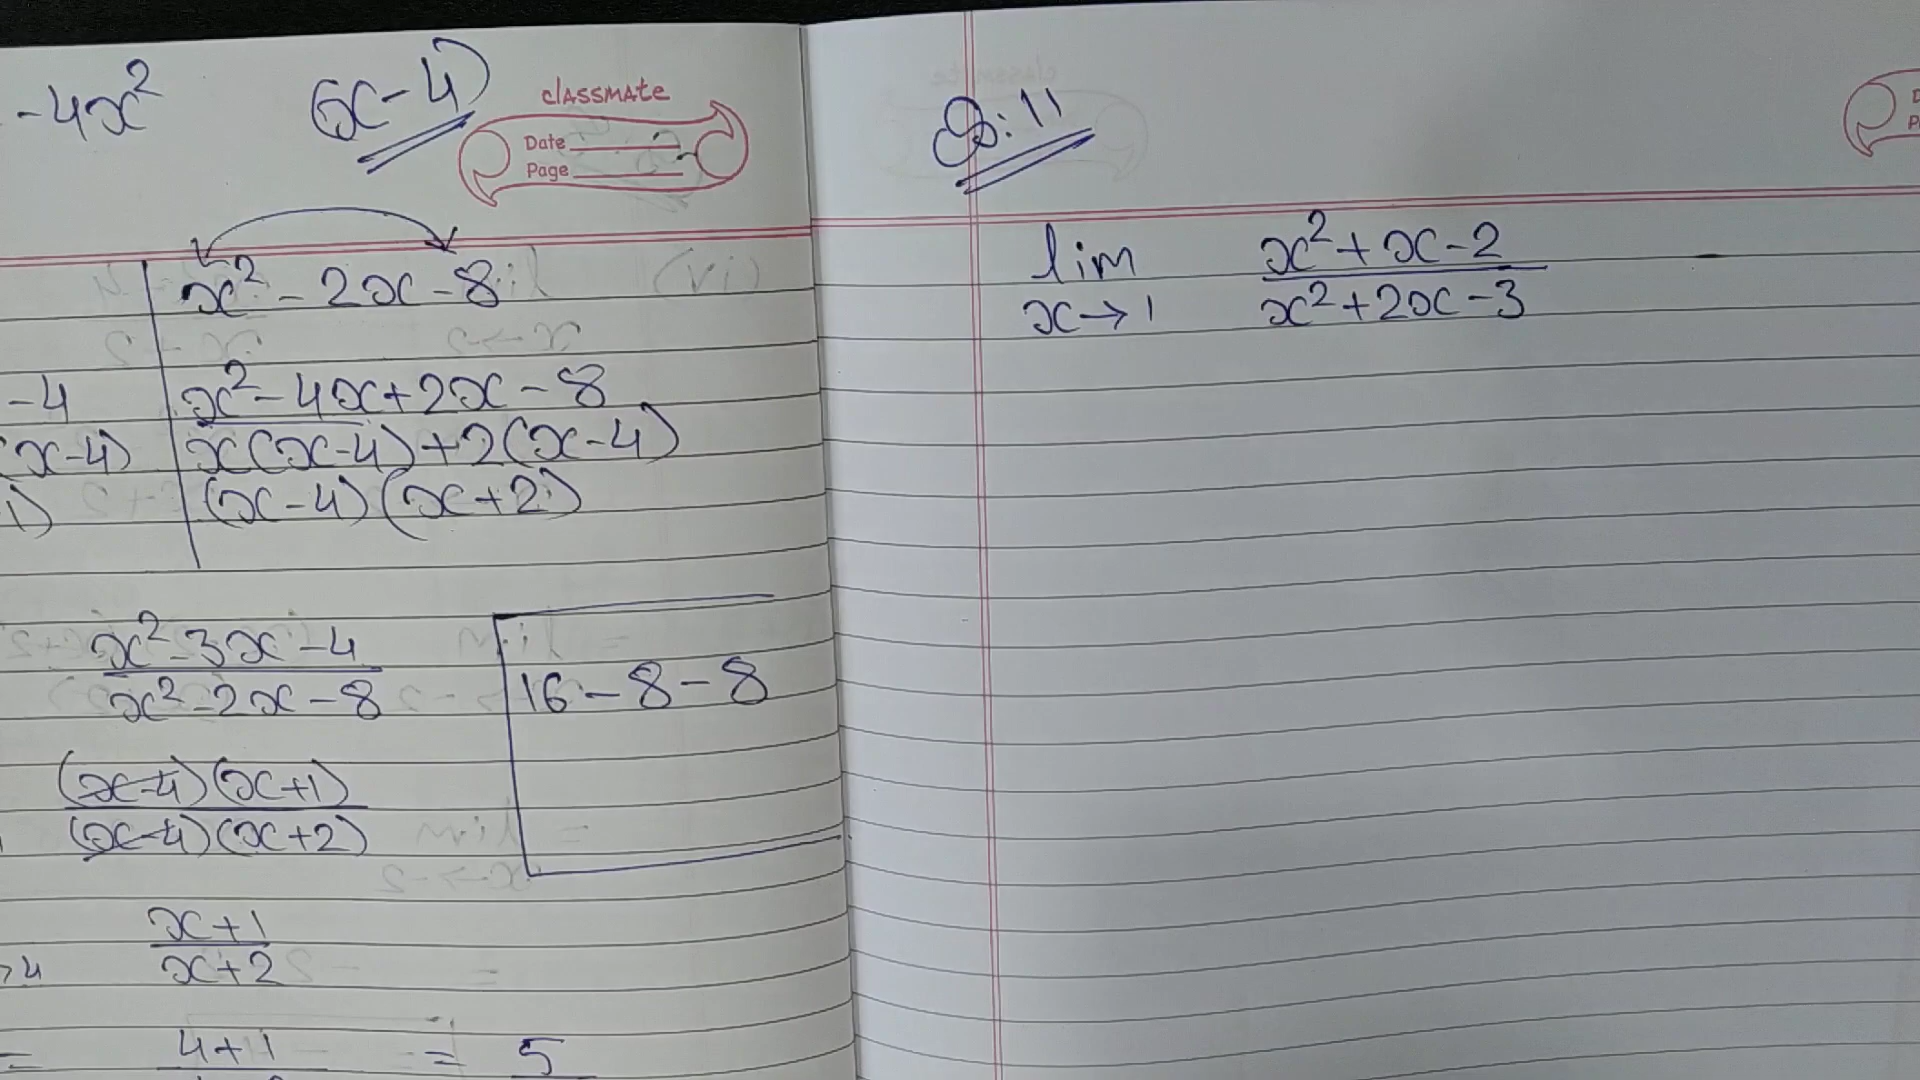 -4x²
(x-4)
classmate
Date
Page
x² - 2x - 8
-4
x² - 4x + 2x - 8
(x-4)
x(x-4) + 2(x-4)
1)
(x-4)(x+2)
x² - 3x - 4
x² - 2x - 8
16 - 8 - 8
(x-4)(x+1)
(x-4)(x+2)
x+1
x+2
4
= 4+1 = 5
Q:11
lim x² + x - 2
x→1 x² + 2x - 3